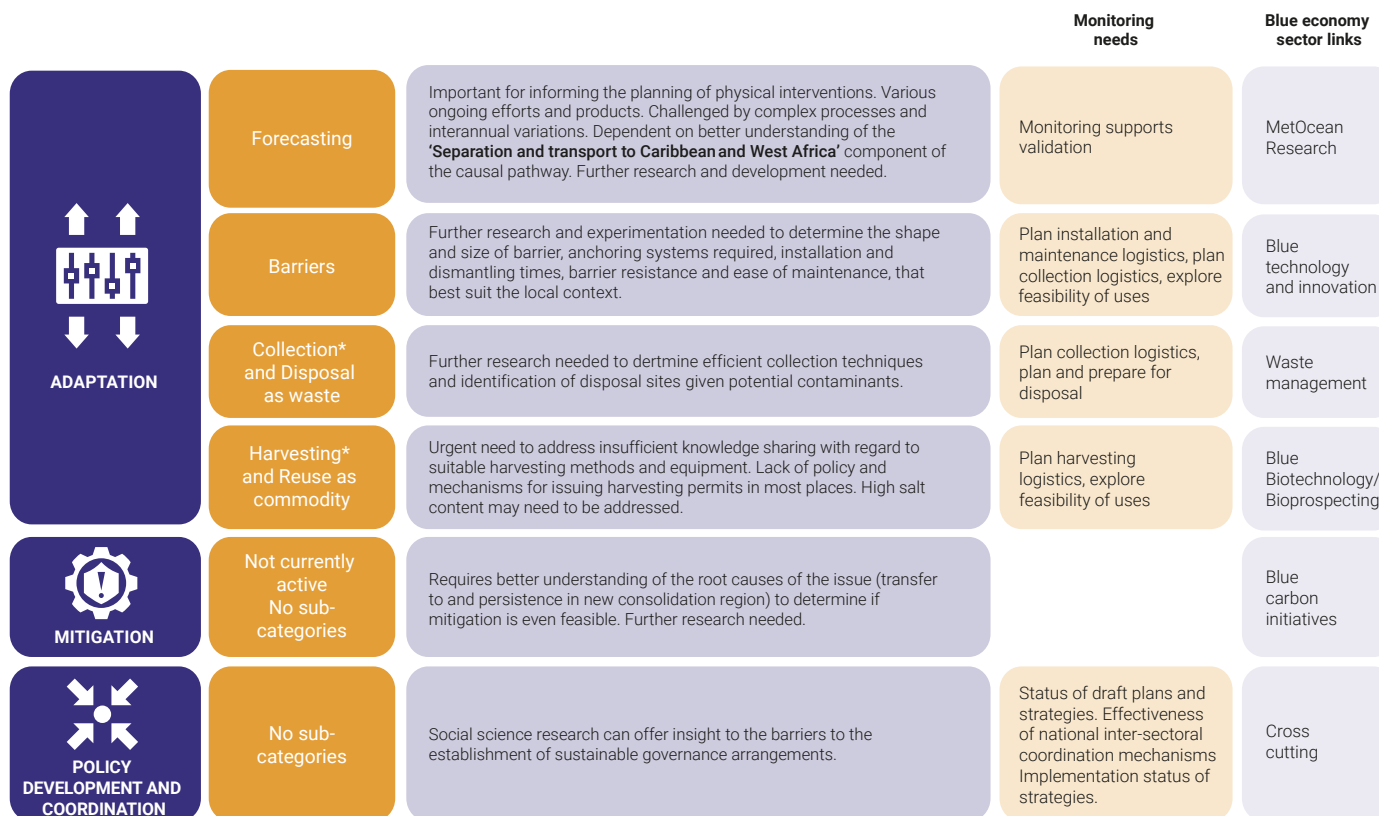 Monitoring
needs
Blue economy
sector links
ADAPTATION
Forecasting
Important for informing the planning of physical interventions. Various
ongoing efforts and products. Challenged by complex processes and
interannual variations. Dependent on better understanding of the
‘Separation and transport to Caribbean and West Africa’ component of
the causal pathway. Further research and development needed.
Monitoring supports
validation
MetOcean
Research
Barriers
Further research and experimentation needed to determine the shape
and size of barrier, anchoring systems required, installation and
dismantling times, barrier resistance and ease of maintenance, that
best suit the local context.
Plan installation and
maintenance logistics, plan
collection logistics, explore
feasibility of uses
Blue
technology
and innovation
Collection*
and Disposal
as waste
Further research needed to dertmine efficient collection techniques
and identification of disposal sites given potential contaminants.
Plan collection logistics,
plan and prepare for
disposal
Waste
management
Harvesting*
and Reuse as
commodity
Urgent need to address insufficient knowledge sharing with regard to
suitable harvesting methods and equipment. Lack of policy and
mechanisms for issuing harvesting permits in most places. High salt
content may need to be addressed.
Plan harvesting
logistics, explore
feasibility of uses
Blue
Biotechnology/
Bioprospecting
MITIGATION
Not currently
active
No sub-
categories
Requires better understanding of the root causes of the issue (transfer
to and persistence in new consolidation region) to determine if
mitigation is even feasible. Further research needed.
Blue
carbon
initiatives
POLICY
DEVELOPMENT AND
COORDINATION
No sub-
categories
Social science research can offer insight to the barriers to the
establishment of sustainable governance arrangements.
Status of draft plans and
strategies. Effectiveness
of national inter-sectoral
coordination mechanisms
Implementation status of
strategies.
Cross
cutting